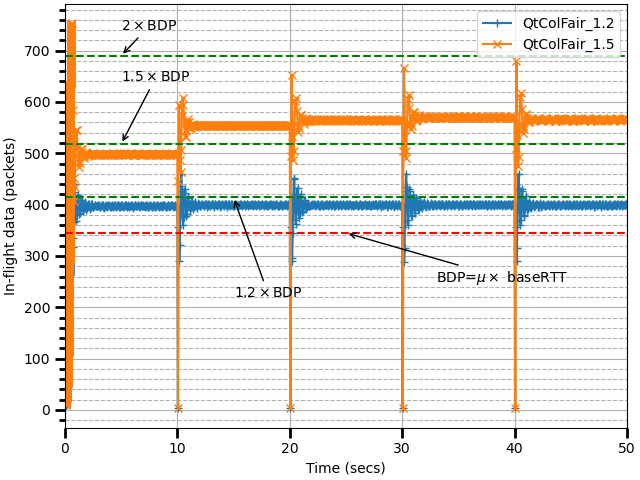 2 × BDP
QtColFair_1.2
QtColFair_1.5
1.5 × BDP
1.2 × BDP
BDP=μ × baseRTT
In-flight data (packets)
700
600
500
400
300
200
100
0
0 10 20 30 40 50
Time (secs)